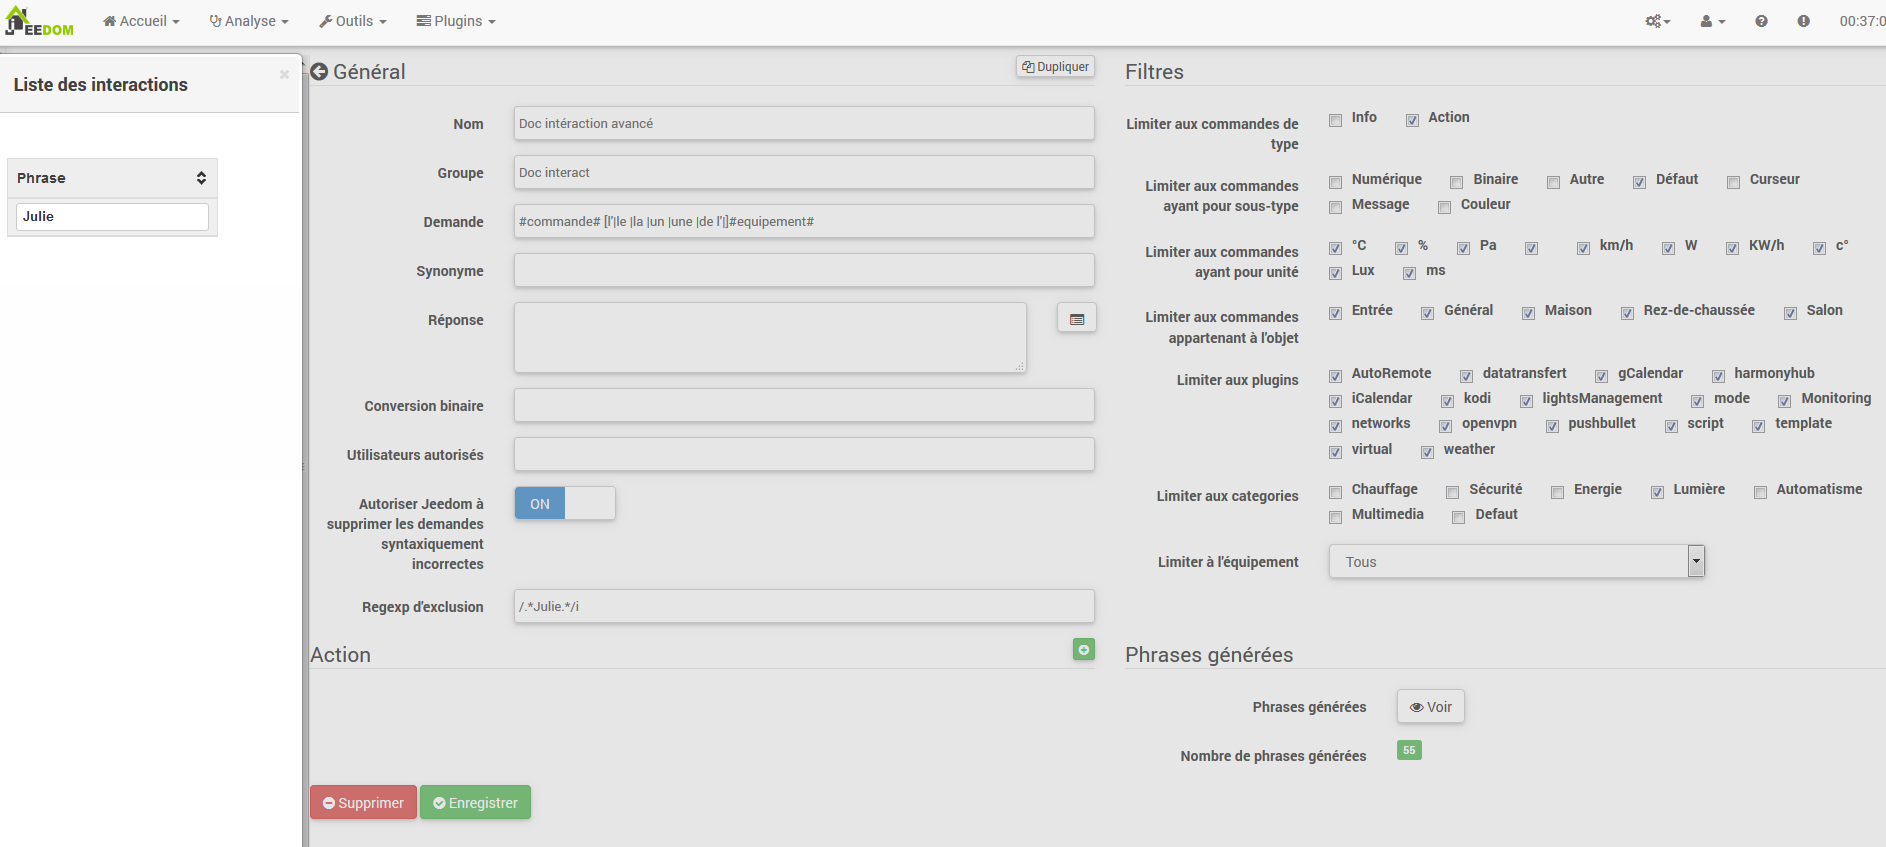 JEEDOM
Accueil
Analyse
Outils
Plugins
00:37:0
Liste des interactions
×
Phrase
Julie
Général
Dupliquer
Nom
Doc intéraction avancé
Groupe
Doc interact
Demande
#commande# [l'|le |la |un |une |de l'|]#equipement#
Synonyme
Réponse
Conversion binaire
Utilisateurs autorisés
Autoriser Jeedom à
supprimer les demandes
syntaxiquement
incorrectes
ON
Regexp d'exclusion
/.*Julie.*/i
Action
Supprimer
Enregistrer
Filtres
Limiter aux commandes de
type
Info
Action
Limiter aux commandes
ayant pour sous-type
Numérique
Binaire
Autre
Défaut
Curseur
Message
Couleur
Limiter aux commandes
ayant pour unité
°C
%
Pa
km/h
W
KW/h
c°
Lux
ms
Limiter aux commandes
appartenant à l'objet
Entrée
Général
Maison
Rez-de-chaussée
Salon
Limiter aux plugins
AutoRemote
datatransfert
gCalendar
harmonyhub
iCalendar
kodi
lightsManagement
mode
Monitoring
networks
openvpn
pushbullet
script
template
virtual
weather
Limiter aux categories
Chauffage
Sécurité
Energie
Lumière
Automatisme
Multimedia
Defaut
Limiter à l'équipement
Tous
Phrases générées
Phrases générées
Voir
Nombre de phrases générées
55